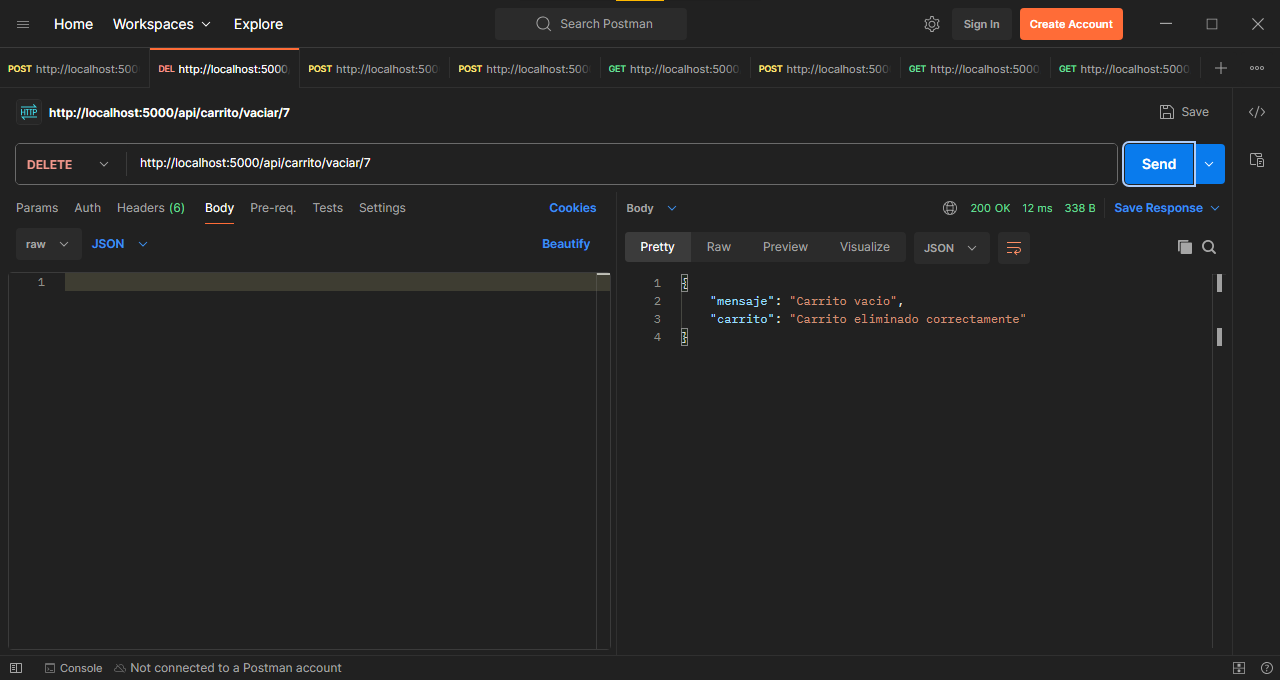 Home Workspaces Explore Search Postman Sign In Create Account
POST http://localhost:500 DEL http://localhost:5000, POST http://localhost:500 POST http://localhost:500 GET http://localhost:5000 POST http://localhost:500 GET http://localhost:5000 GET http://localhost:5000
HTTP http://localhost:5000/api/carrito/vaciar/7 Save </>
DELETE http://localhost:5000/api/carrito/vaciar/7 Send
Params Auth Headers (6) Body Pre-req. Tests Settings Cookies
Body 200 OK 12 ms 338 B Save Response
raw JSON Beautify
Pretty Raw Preview Visualize JSON
1
1 {
2 "mensaje": "Carrito vacio",
3 "carrito": "Carrito eliminado correctamente"
4 }
Console Not connected to a Postman account